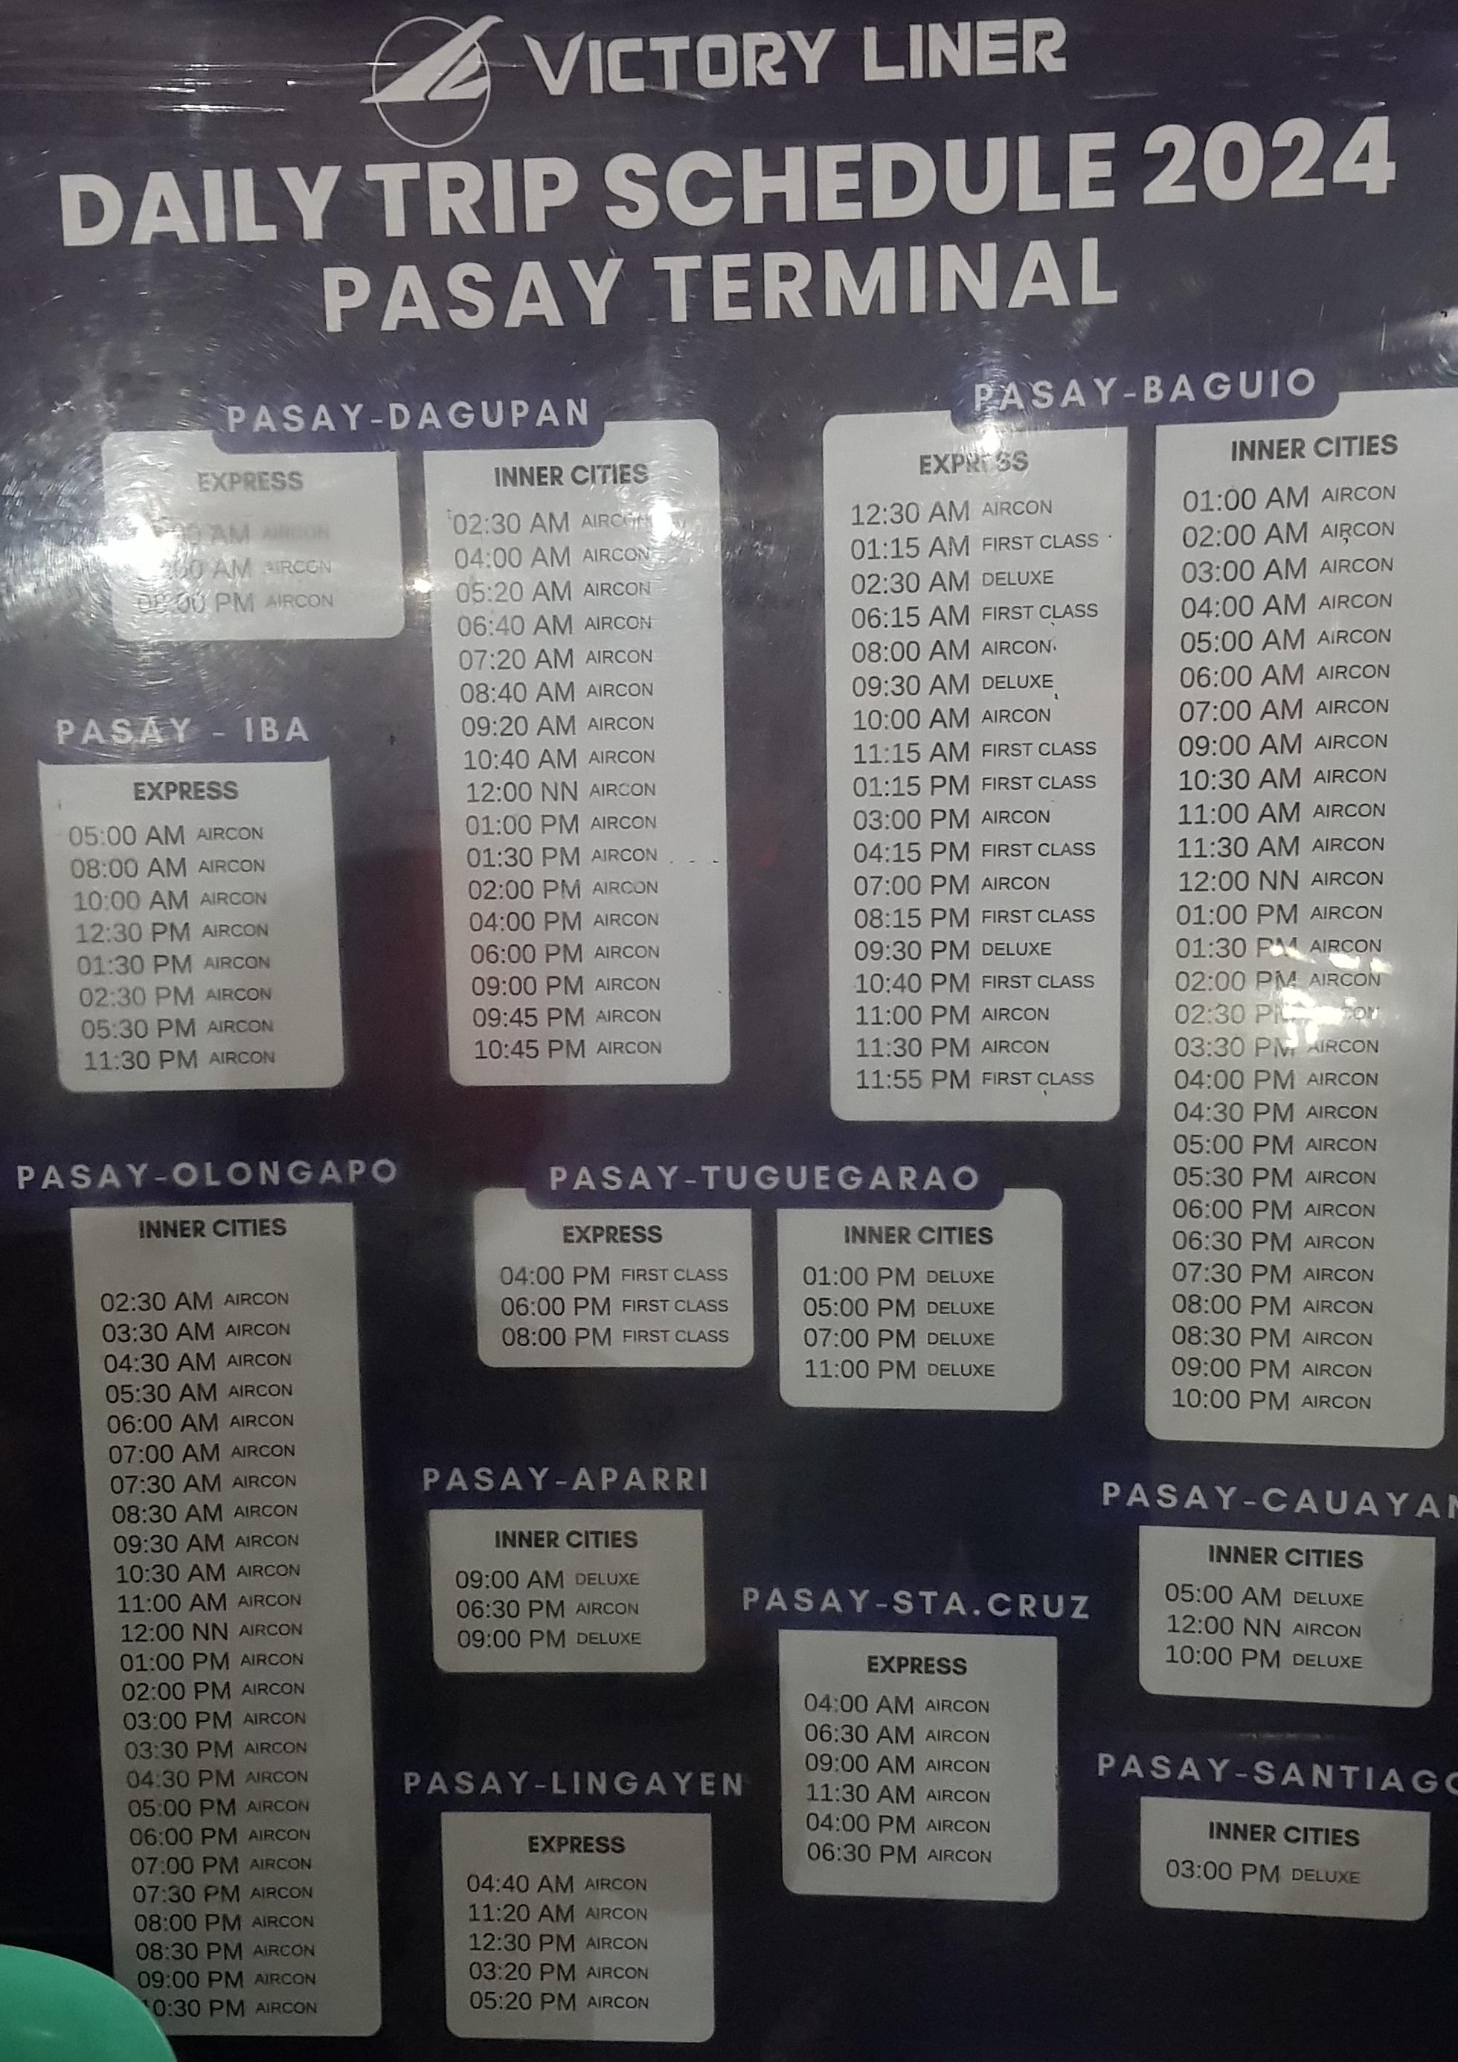 VICTORY LINER
DAILY TRIP SCHEDULE 2024
PASAY TERMINAL
PASAY-DAGUPAN
EXPRESS
AM AIRCON
AM AIRCON
PM AIRCON
INNER CITIES
02:30 AM AIRCON
04:00 AM AIRCON
05:20 AM AIRCON
06:40 AM AIRCON
07:20 AM AIRCON
08:40 AM AIRCON
09:20 AM AIRCON
10:40 AM AIRCON
12:00 NN AIRCON
01:00 PM AIRCON
01:30 PM AIRCON
02:00 PM AIRCON
04:00 PM AIRCON
06:00 PM AIRCON
09:00 PM AIRCON
09:45 PM AIRCON
10:45 PM AIRCON
PASAY-BAGUIO
EXPRESS
12:30 AM AIRCON
01:15 AM FIRST CLASS
02:30 AM DELUXE
06:15 AM FIRST CLASS
08:00 AM AIRCON
09:30 AM DELUXE
10:00 AM AIRCON
11:15 AM FIRST CLASS
01:15 PM FIRST CLASS
03:00 PM AIRCON
04:15 PM FIRST CLASS
07:00 PM AIRCON
08:15 PM FIRST CLASS
09:30 PM DELUXE
10:40 PM FIRST CLASS
11:00 PM AIRCON
11:30 PM AIRCON
11:55 PM FIRST CLASS
INNER CITIES
01:00 AM AIRCON
02:00 AM AIRCON
03:00 AM AIRCON
04:00 AM AIRCON
05:00 AM AIRCON
06:00 AM AIRCON
07:00 AM AIRCON
09:00 AM AIRCON
10:30 AM AIRCON
11:00 AM AIRCON
11:30 AM AIRCON
12:00 NN AIRCON
01:00 PM AIRCON
01:30 PM AIRCON
02:00 PM AIRCON
02:30 PM
03:30 PM AIRCON
04:00 PM AIRCON
04:30 PM AIRCON
05:00 PM AIRCON
05:30 PM AIRCON
06:00 PM AIRCON
06:30 PM AIRCON
07:30 PM AIRCON
08:00 PM AIRCON
08:30 PM AIRCON
09:00 PM AIRCON
10:00 PM AIRCON
PASAY - IBA
EXPRESS
05:00 AM AIRCON
08:00 AM AIRCON
10:00 AM AIRCON
12:30 PM AIRCON
01:30 PM AIRCON
02:30 PM AIRCON
05:30 PM AIRCON
11:30 PM AIRCON
PASAY-OLONGAPO
INNER CITIES
02:30 AM AIRCON
03:30 AM AIRCON
04:30 AM AIRCON
05:30 AM AIRCON
06:00 AM AIRCON
07:00 AM AIRCON
07:30 AM AIRCON
08:30 AM AIRCON
09:30 AM AIRCON
10:30 AM AIRCON
11:00 AM AIRCON
12:00 NN AIRCON
01:00 PM AIRCON
02:00 PM AIRCON
03:00 PM AIRCON
03:30 PM AIRCON
04:30 PM AIRCON
05:00 PM AIRCON
06:00 PM AIRCON
07:00 PM AIRCON
07:30 PM AIRCON
08:00 PM AIRCON
08:30 PM AIRCON
09:00 PM AIRCON
10:30 PM AIRCON
PASAY-TUGUEGARAO
EXPRESS
04:00 PM FIRST CLASS
06:00 PM FIRST CLASS
08:00 PM FIRST CLASS
INNER CITIES
01:00 PM DELUXE
05:00 PM DELUXE
07:00 PM DELUXE
11:00 PM DELUXE
PASAY-APARRI
INNER CITIES
09:00 AM DELUXE
06:30 PM AIRCON
09:00 PM DELUXE
PASAY-LINGAYEN
EXPRESS
04:40 AM AIRCON
11:20 AM AIRCON
12:30 PM AIRCON
03:20 PM AIRCON
05:20 PM AIRCON
PASAY-STA.CRUZ
EXPRESS
04:00 AM AIRCON
06:30 AM AIRCON
09:00 AM AIRCON
11:30 AM AIRCON
04:00 PM AIRCON
06:30 PM AIRCON
PASAY-CAUAYAN
INNER CITIES
05:00 AM DELUXE
12:00 NN AIRCON
10:00 PM DELUXE
PASAY-SANTIAGO
INNER CITIES
03:00 PM DELUXE